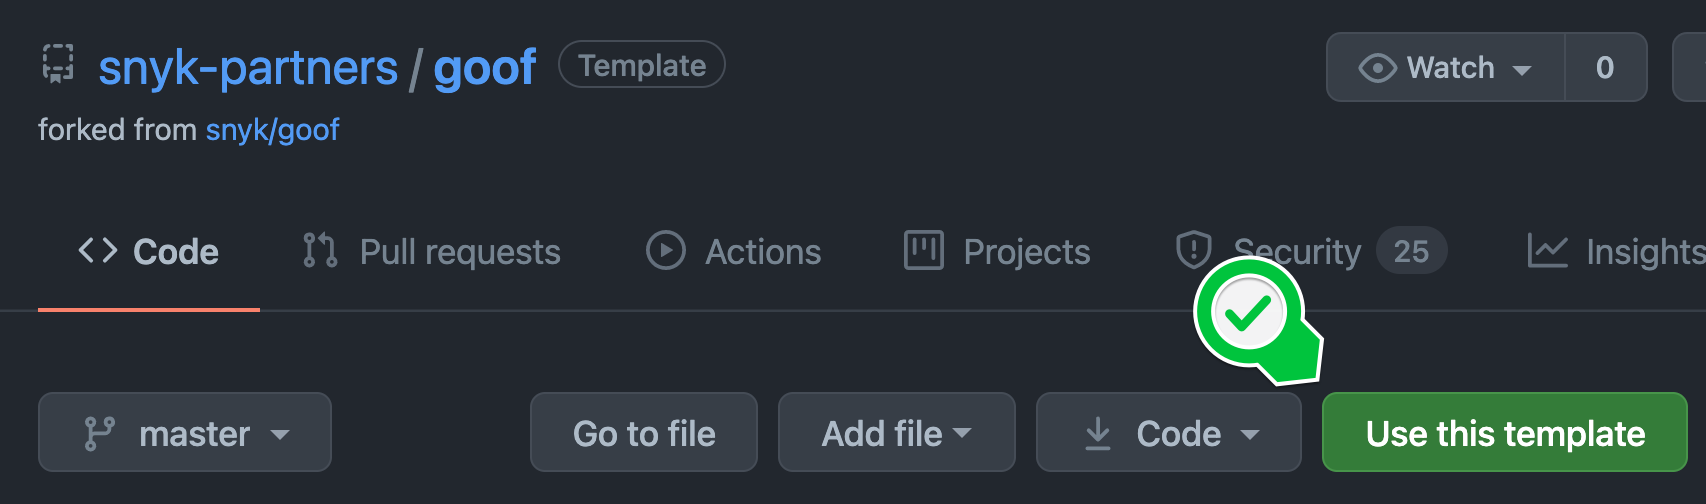 snyk-partners / goof Template Watch 0
forked from snyk/goof
Code Pull requests Actions Projects Security 25 Insights
master Go to file Add file Code Use this template